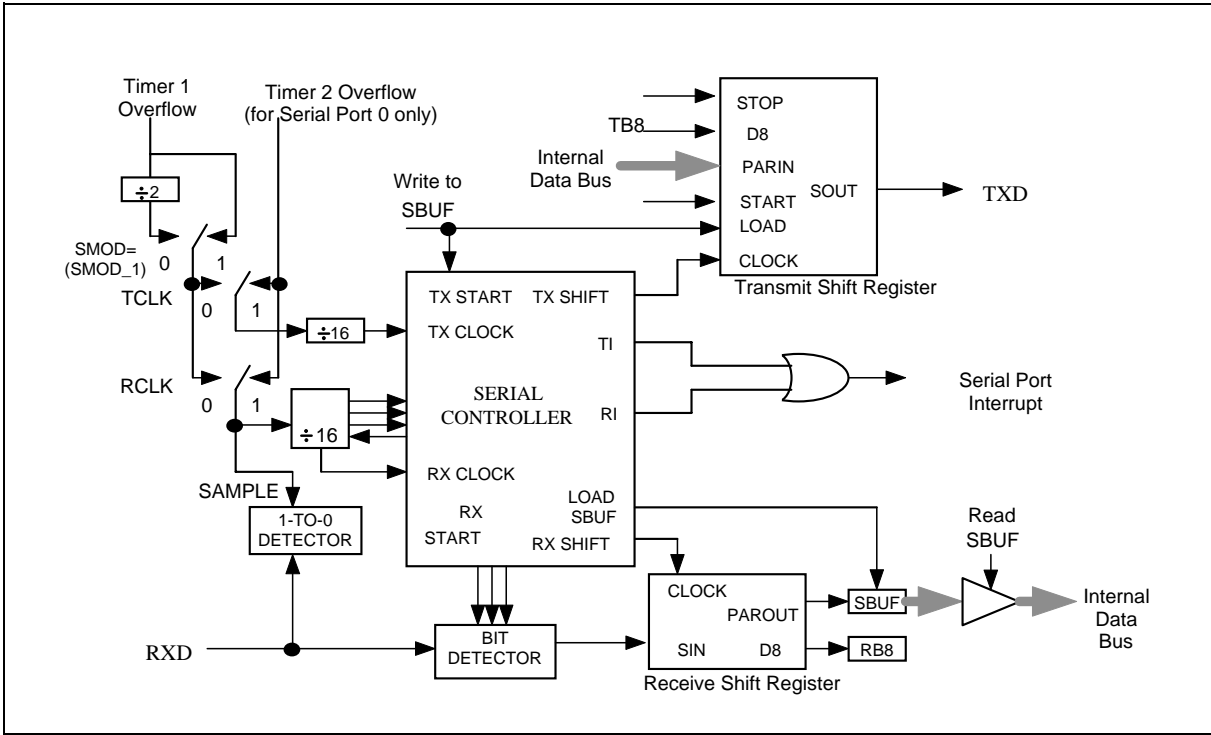 Timer 1
Overflow
Timer 2 Overflow
(for Serial Port 0 only)
÷2
SMOD=
(SMOD_1)
0
1
TCLK
0
1
÷16
RCLK
0
1
÷16
SAMPLE
1-TO-0
DETECTOR
RXD
Write to
SBUF
TX START
TX SHIFT
TX CLOCK
TI
SERIAL
CONTROLLER
RI
RX CLOCK
LOAD
SBUF
RX
START
RX SHIFT
BIT
DETECTOR
TB8
Internal
Data Bus
STOP
D8
PARIN
SOUT
START
LOAD
CLOCK
Transmit Shift Register
TXD
Serial Port
Interrupt
CLOCK
PAROUT
SIN
D8
Receive Shift Register
SBUF
RB8
Read
SBUF
Internal
Data
Bus